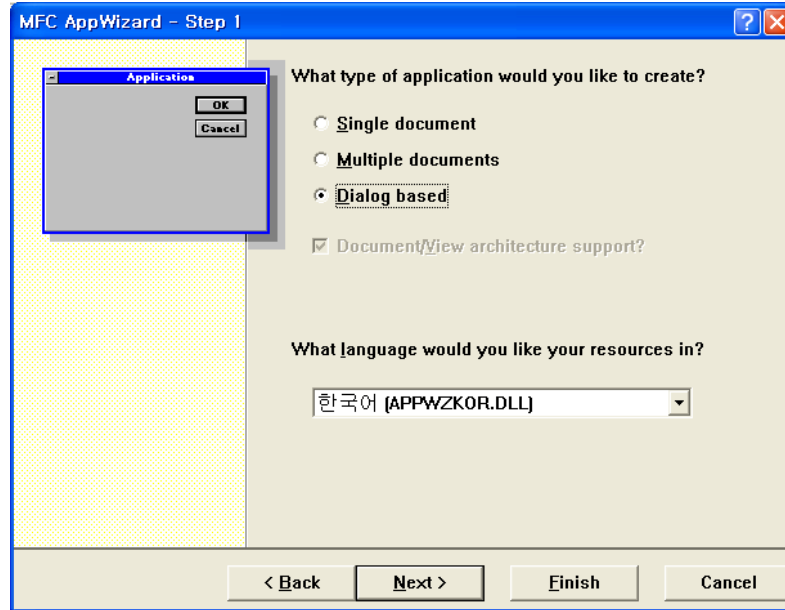 MFC AppWizard - Step 1
Application
OK
Cancel
What type of application would you like to create?
Single document
Multiple documents
Dialog based
Document/View architecture support?
What language would you like your resources in?
한국어 (APPWZKOR.DLL)
< Back
Next >
Finish
Cancel